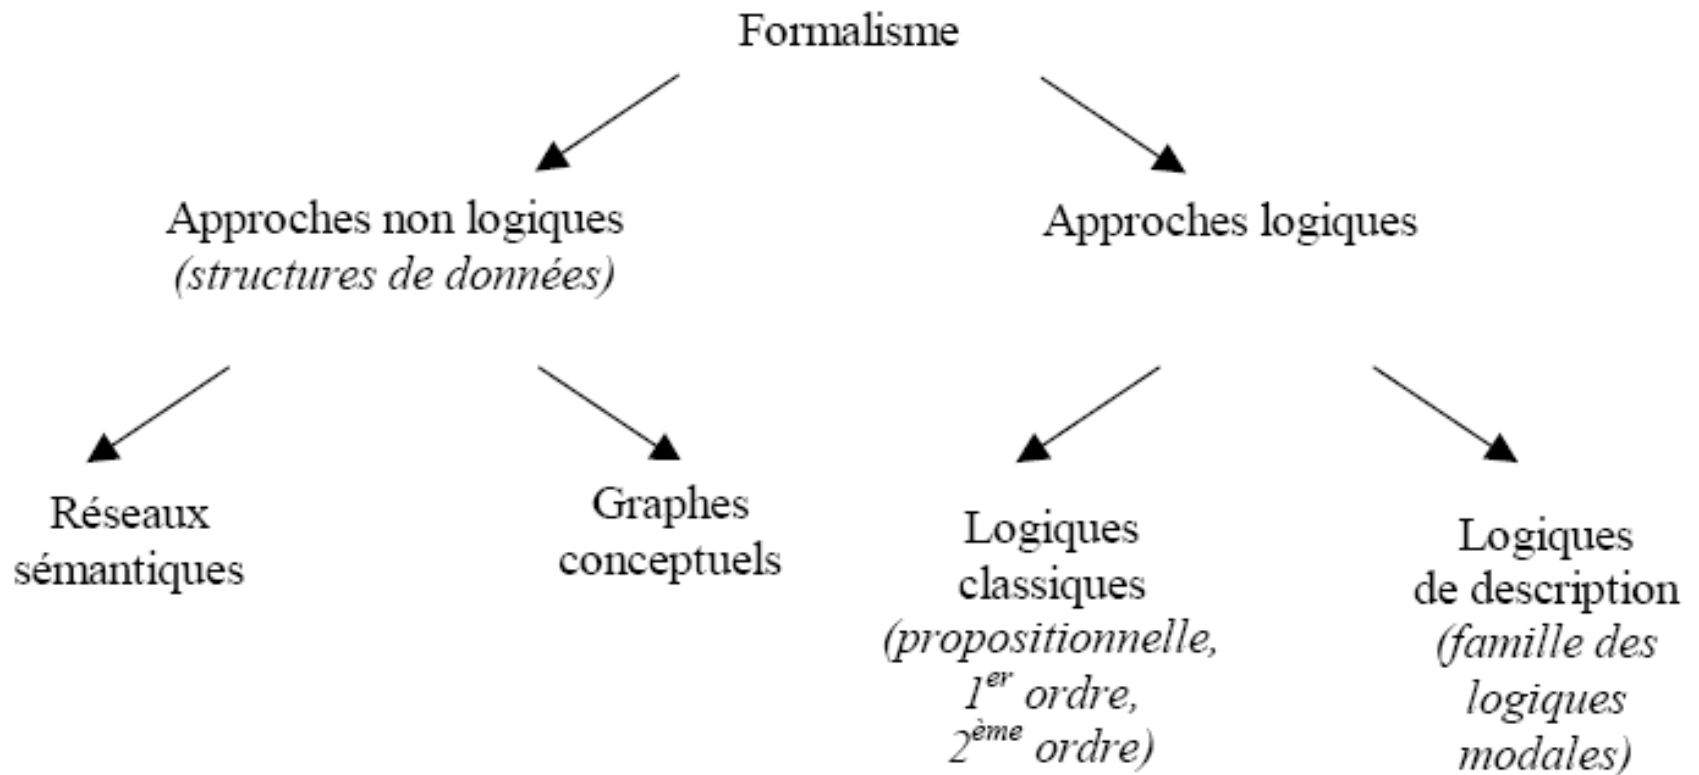 Formalisme
Approches non logiques
(structures de données)
Approches logiques
Réseaux
sémantiques
Graphes
conceptuels
Logiques
classiques
(propositionnelle,
1er ordre,
2ème ordre)
Logiques
de description
(famille des
logiques
modales)